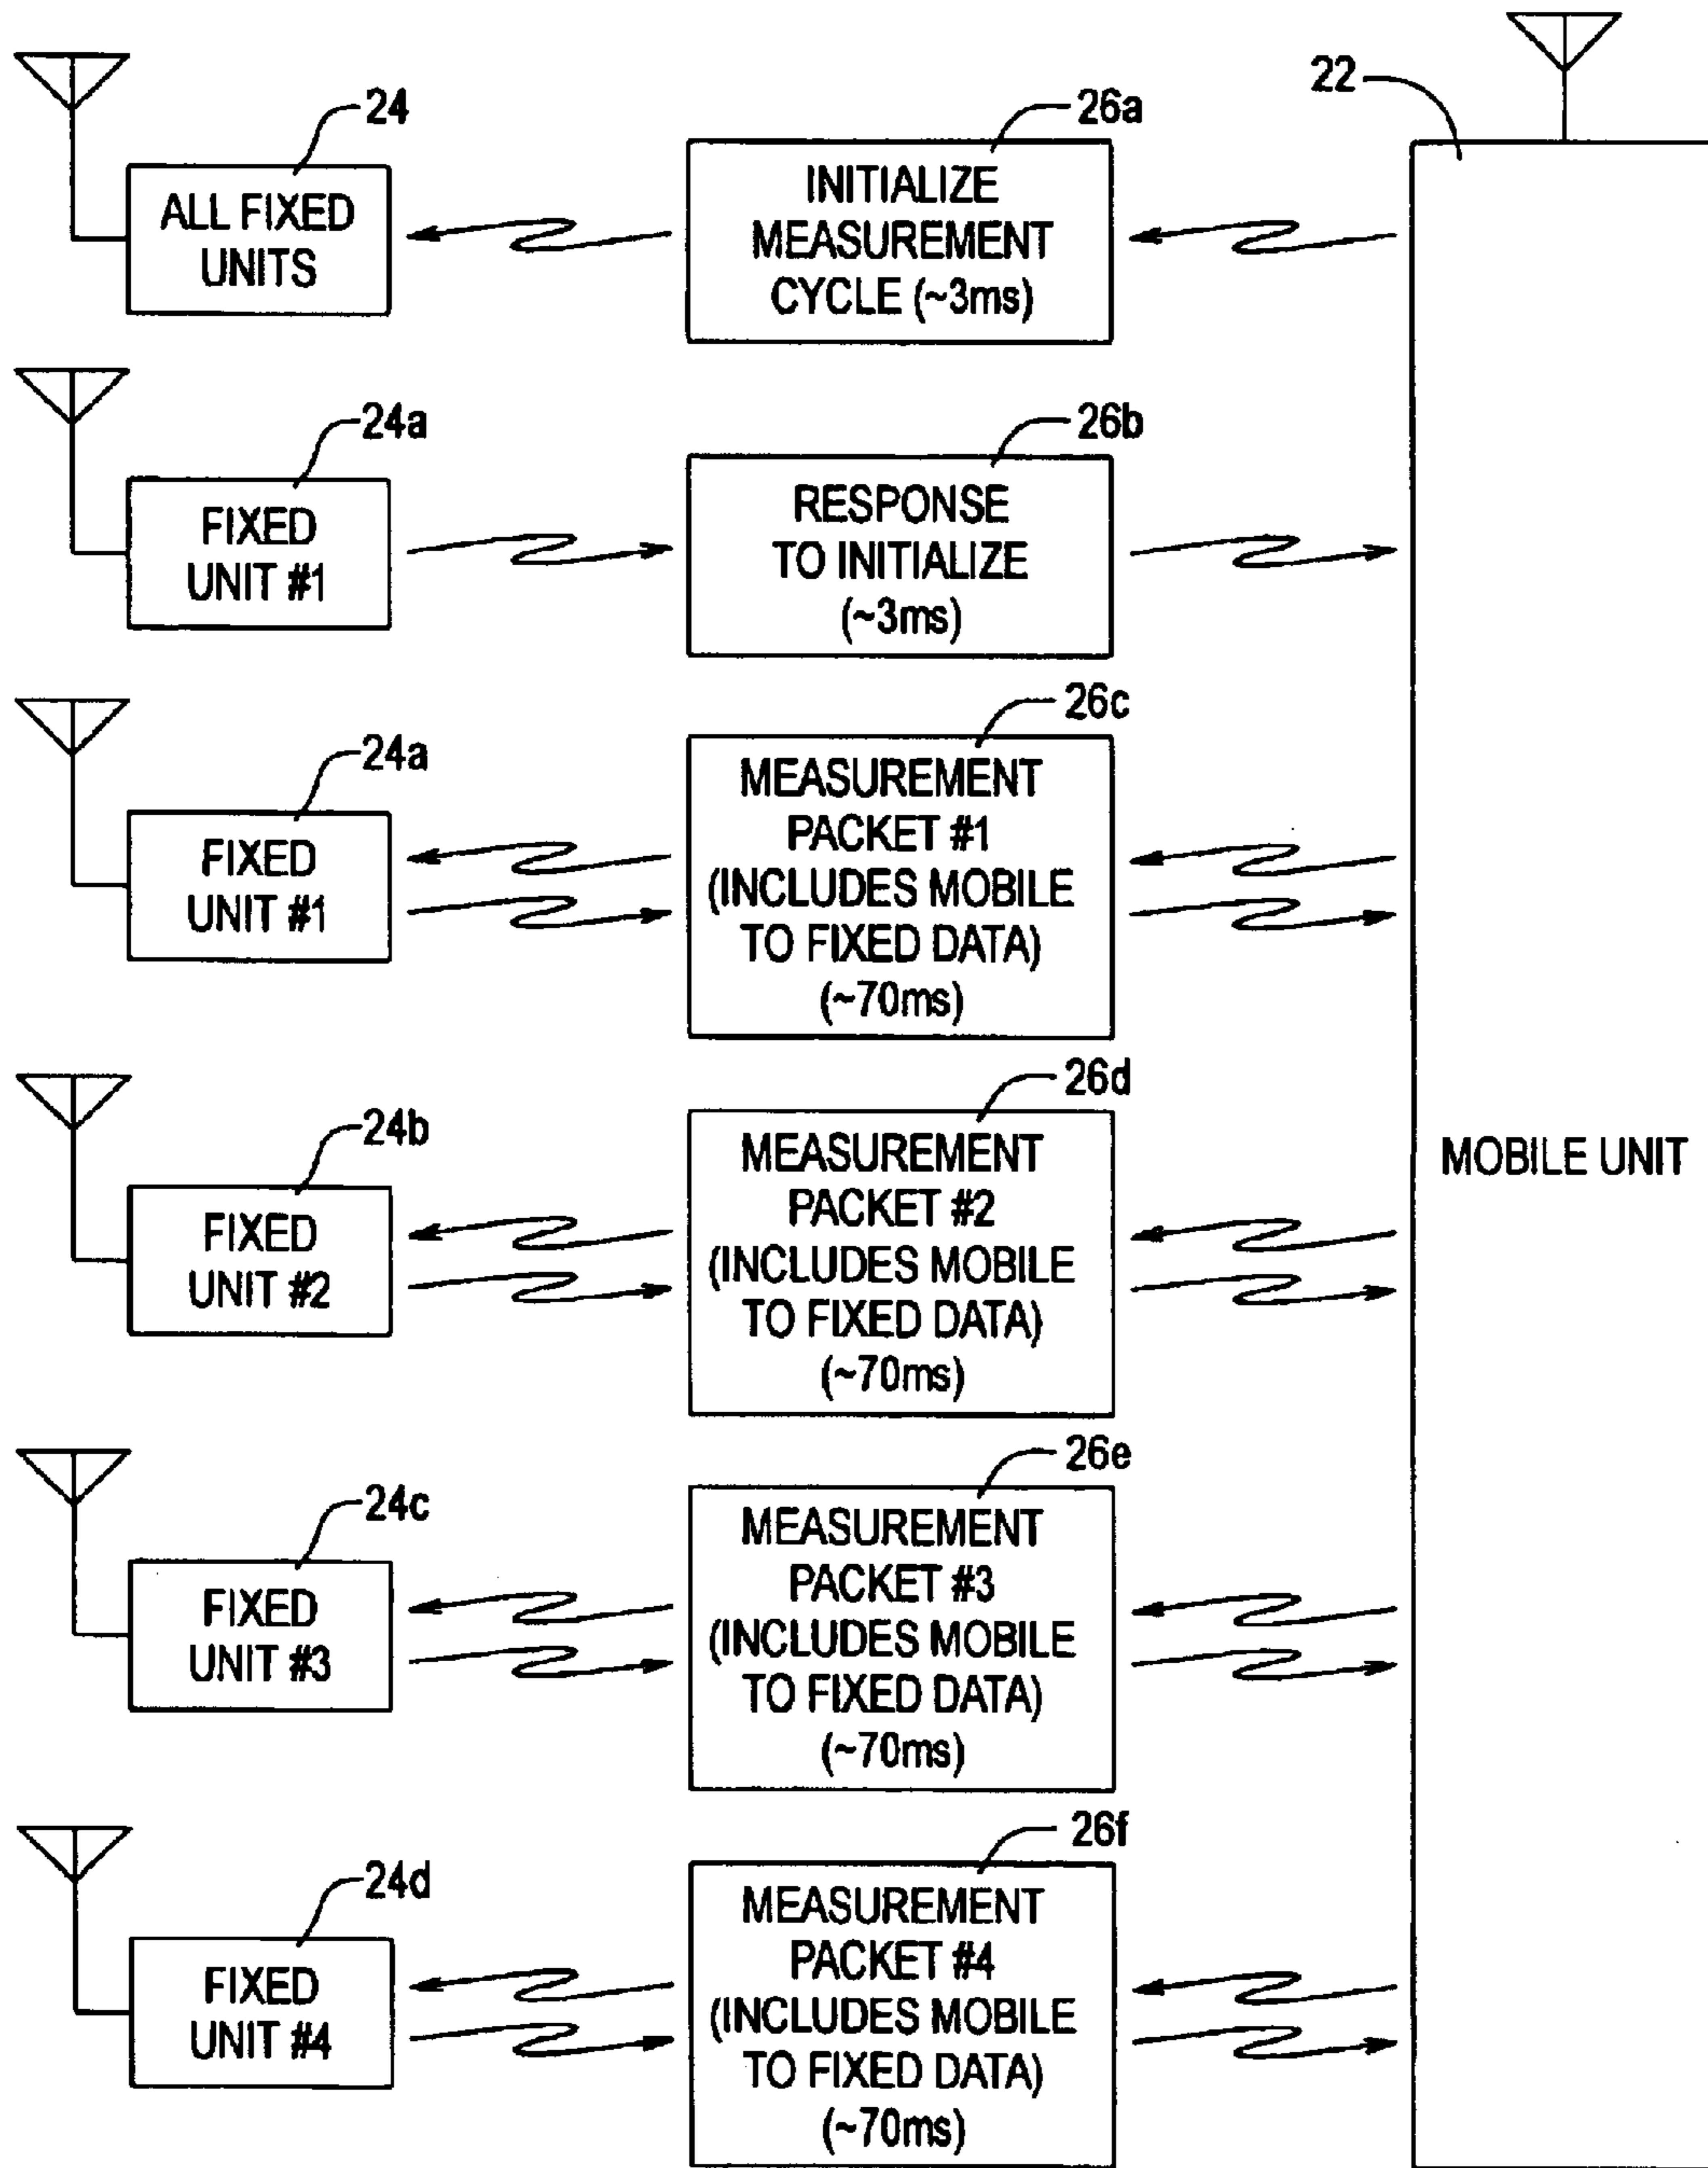 22
24
26a
ALL FIXED
UNITS
INITIALIZE
MEASUREMENT
CYCLE (~3ms)
24a
26b
FIXED
UNIT #1
RESPONSE
TO INITIALIZE
(~3ms)
24a
26c
FIXED
UNIT #1
MEASUREMENT
PACKET #1
(INCLUDES MOBILE
TO FIXED DATA)
(~70ms)
24b
26d
FIXED
UNIT #2
MEASUREMENT
PACKET #2
(INCLUDES MOBILE
TO FIXED DATA)
(~70ms)
MOBILE UNIT
24c
26e
FIXED
UNIT #3
MEASUREMENT
PACKET #3
(INCLUDES MOBILE
TO FIXED DATA)
(~70ms)
24d
26f
FIXED
UNIT #4
MEASUREMENT
PACKET #4
(INCLUDES MOBILE
TO FIXED DATA)
(~70ms)